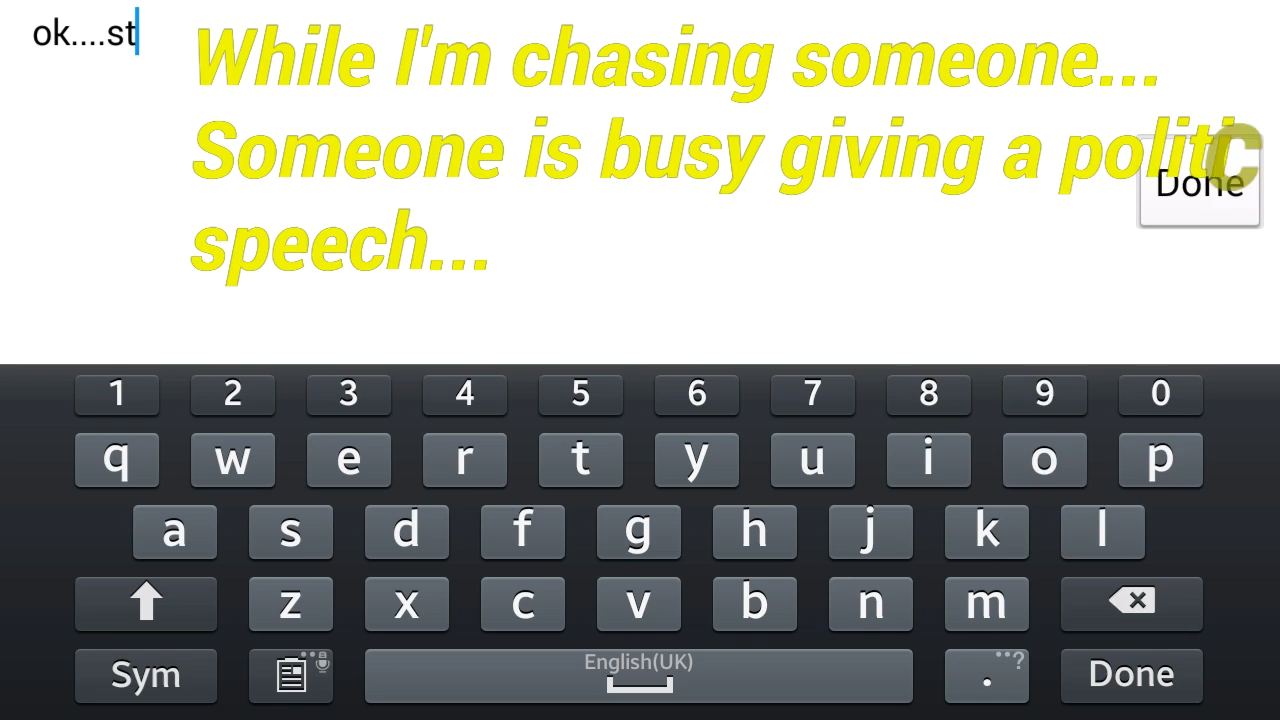 ok....st
While I'm chasing someone...
Someone is busy giving a politic
speech...
Done
1 2 3 4 5 6 7 8 9 0
q w e r t y u i o p
a s d f g h j k l
z x c v b n m
English(UK)
Sym . ..? Done